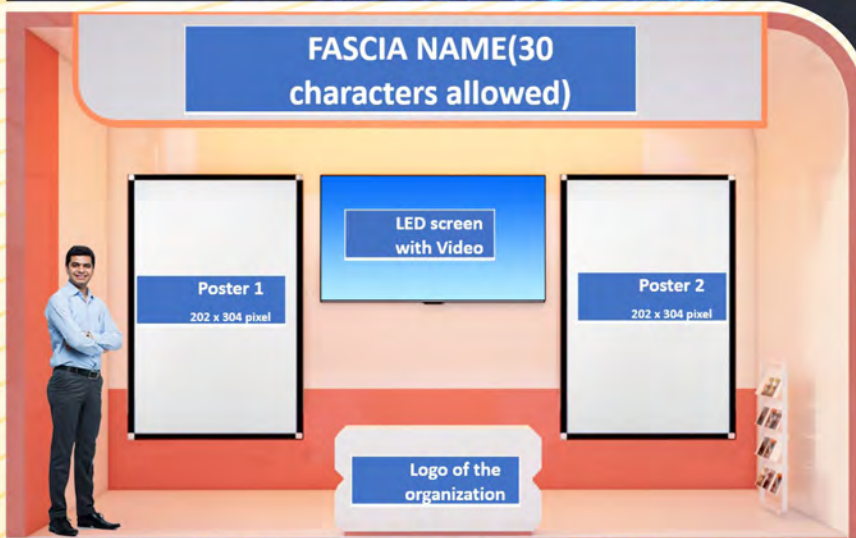 FASCIA NAME(30
characters allowed)
LED screen
with Video
Poster 1
202 x 304 pixel
Poster 2
202 x 304 pixel
Logo of the
organization